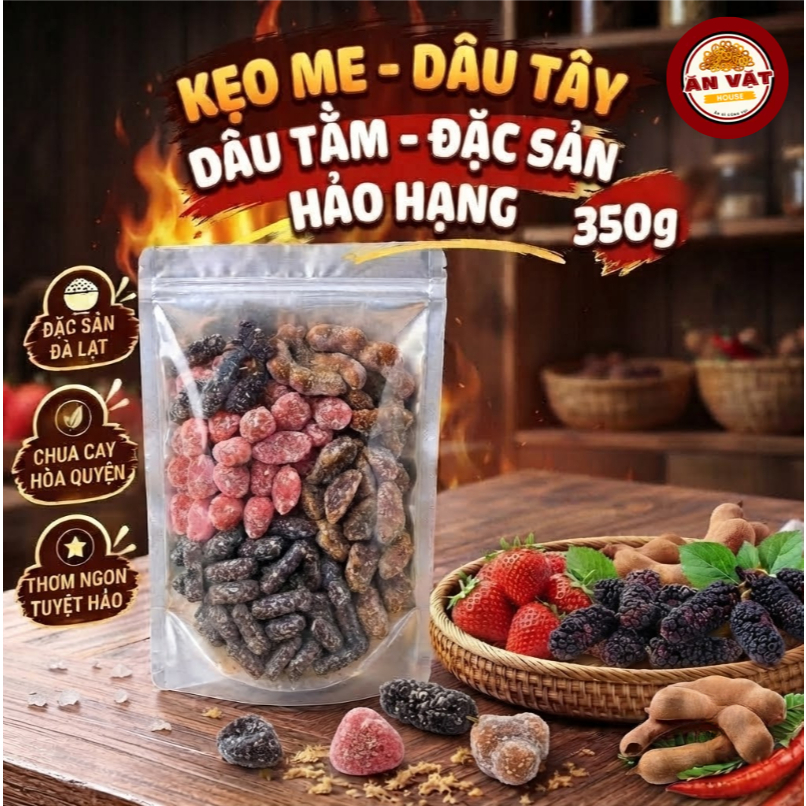 KẸO ME - DÂU TÂY
DÂU TẰM - ĐẶC SẢN
HẢO HẠNG
350g
ĂN VẶT
HOUSE
ĐẶC SẢN
ĐÀ LẠT
CHUA CAY
HÒA QUYỆN
THƠM NGON
TUYỆT HẢO